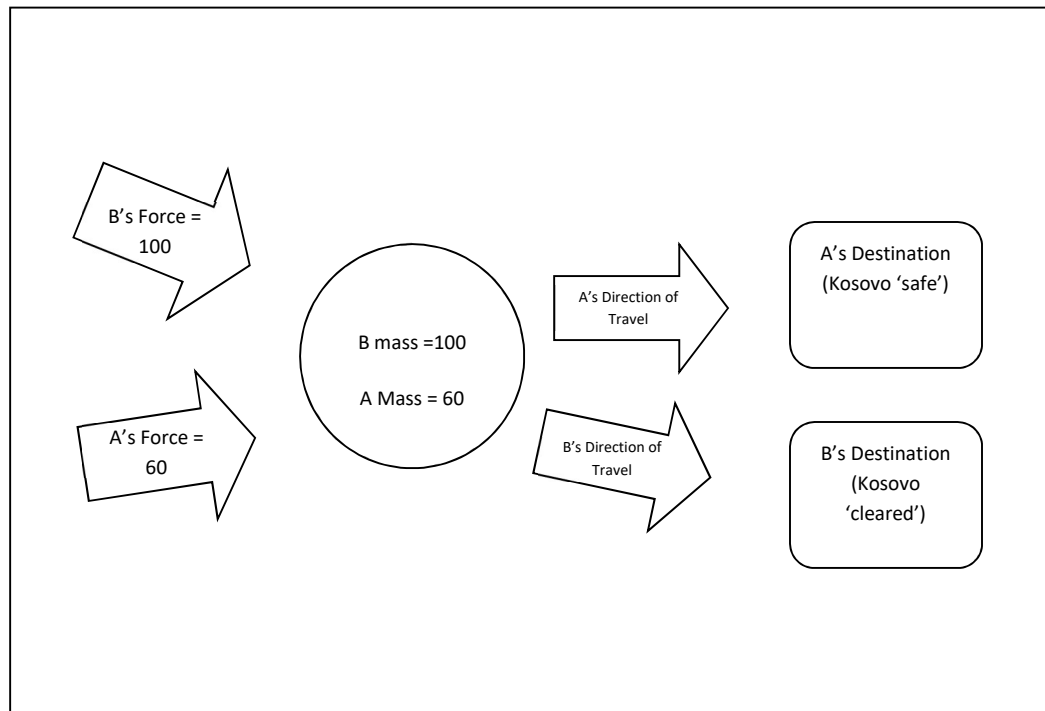 B’s Force =
100
A’s Force =
60
B mass =100
A Mass = 60
A’s Direction of
Travel
B’s Direction of
Travel
A’s Destination
(Kosovo ‘safe’)
B’s Destination
(Kosovo
‘cleared’)